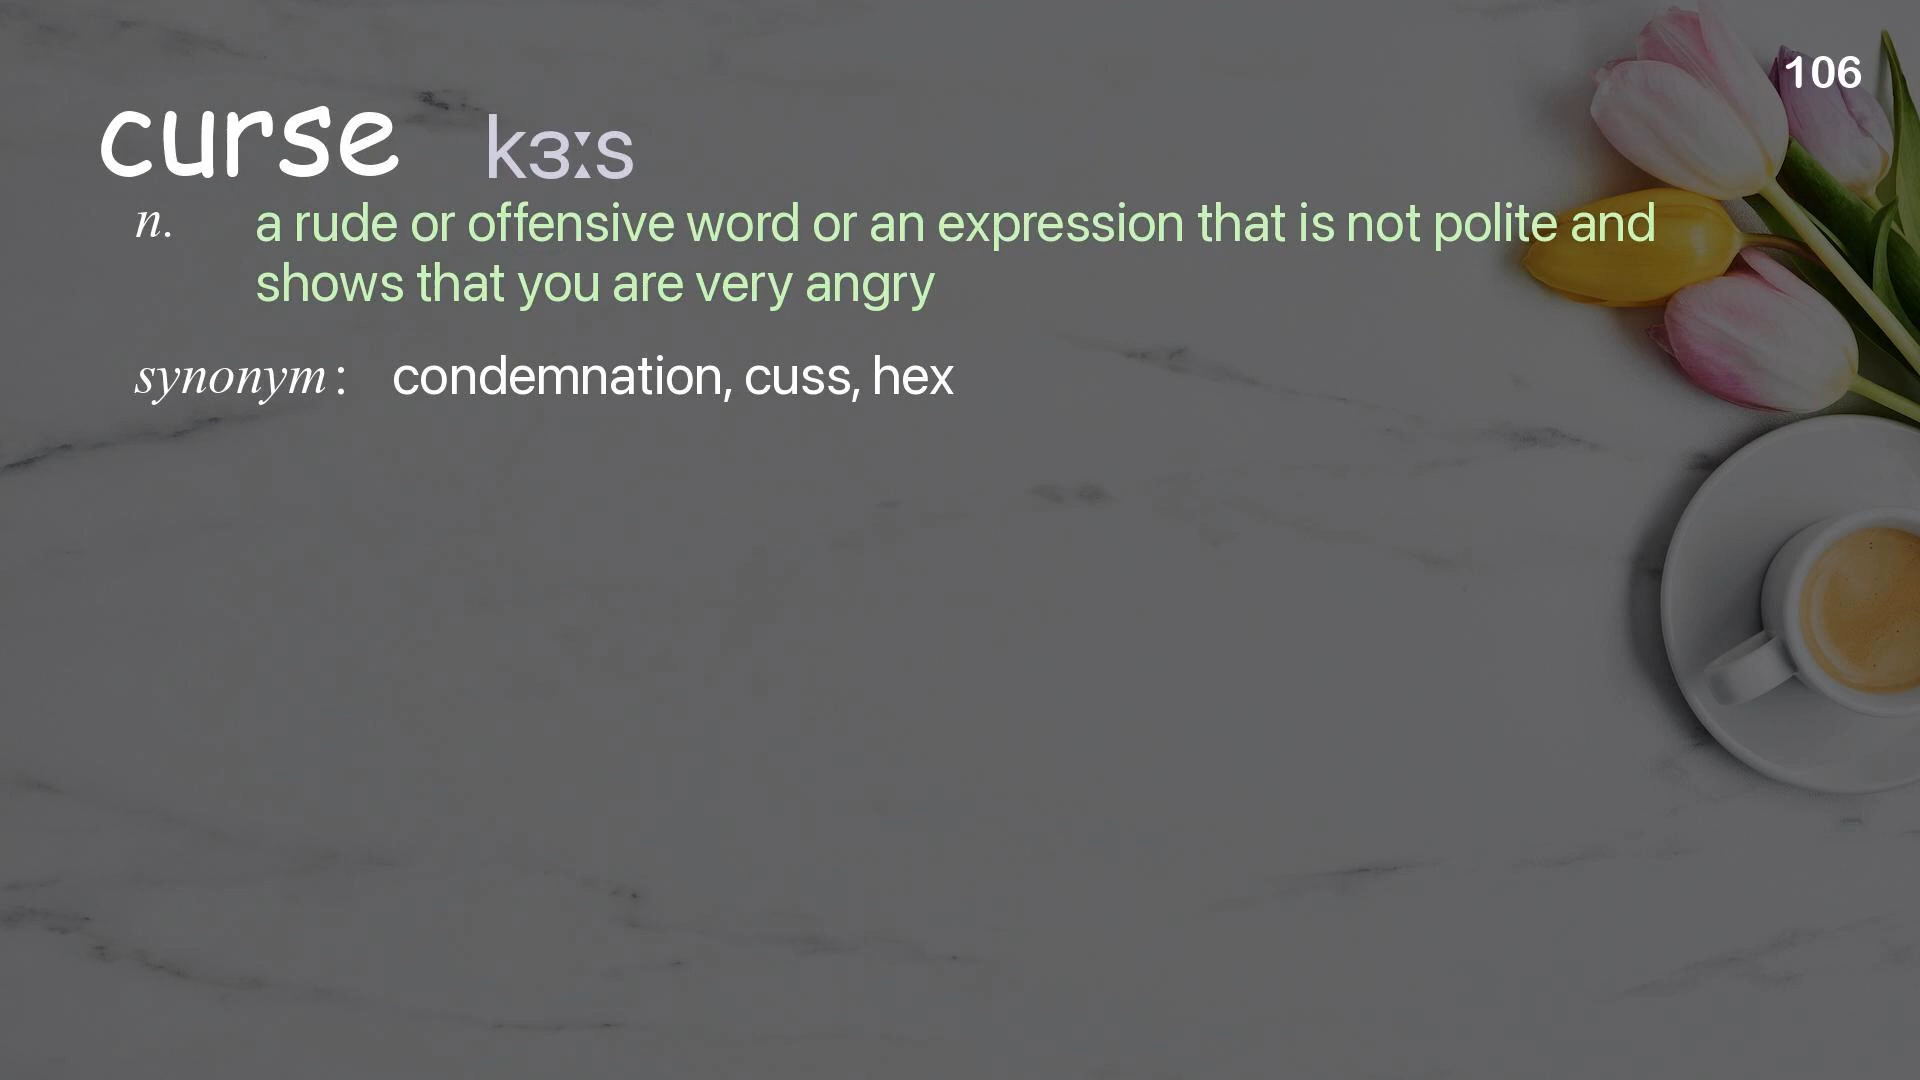 106
curse kɜːs
n. a rude or offensive word or an expression that is not polite and
shows that you are very angry
synonym: condemnation, cuss, hex